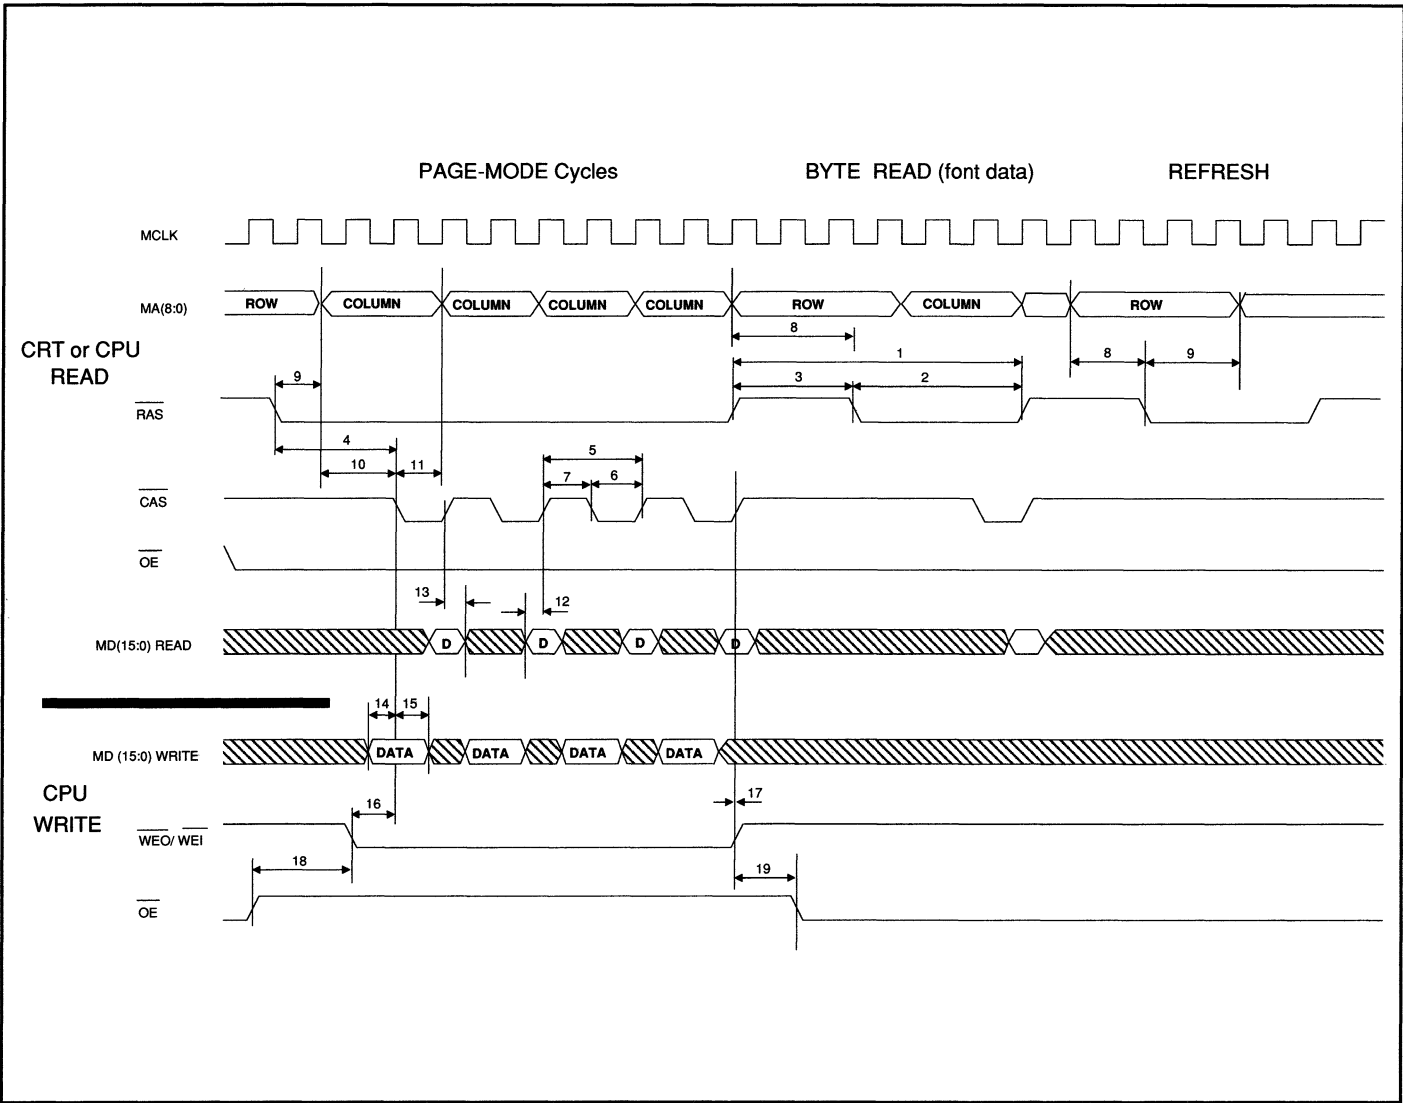 PAGE-MODE Cycles BYTE READ (font data) REFRESH
MCLK
MA(8:0) ROW COLUMN COLUMN COLUMN COLUMN ROW COLUMN ROW
8
CRT or CPU READ
1 8 9
9 3 2
RAS
4
5
10 11
7 6
CAS
OE
13 12
MD(15:0) READ D D D D
14 15
MD (15:0) WRITE DATA DATA DATA DATA
CPU WRITE
16 17
WEO/ WEI
18 19
OE